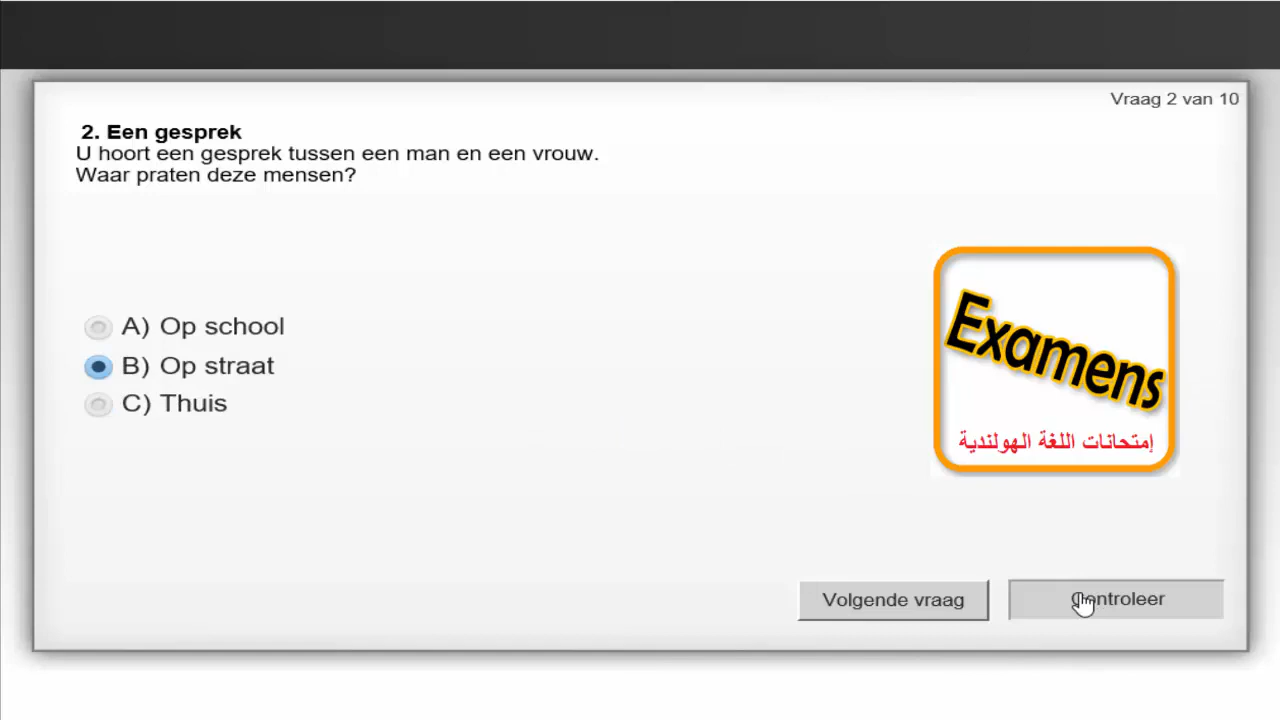 Vraag 2 van 10
2. Een gesprek
U hoort een gesprek tussen een man en een vrouw.
Waar praten deze mensen?
A) Op school
B) Op straat
C) Thuis
Examens
إمتحانات اللغة الهولندية
Volgende vraag
Controleer